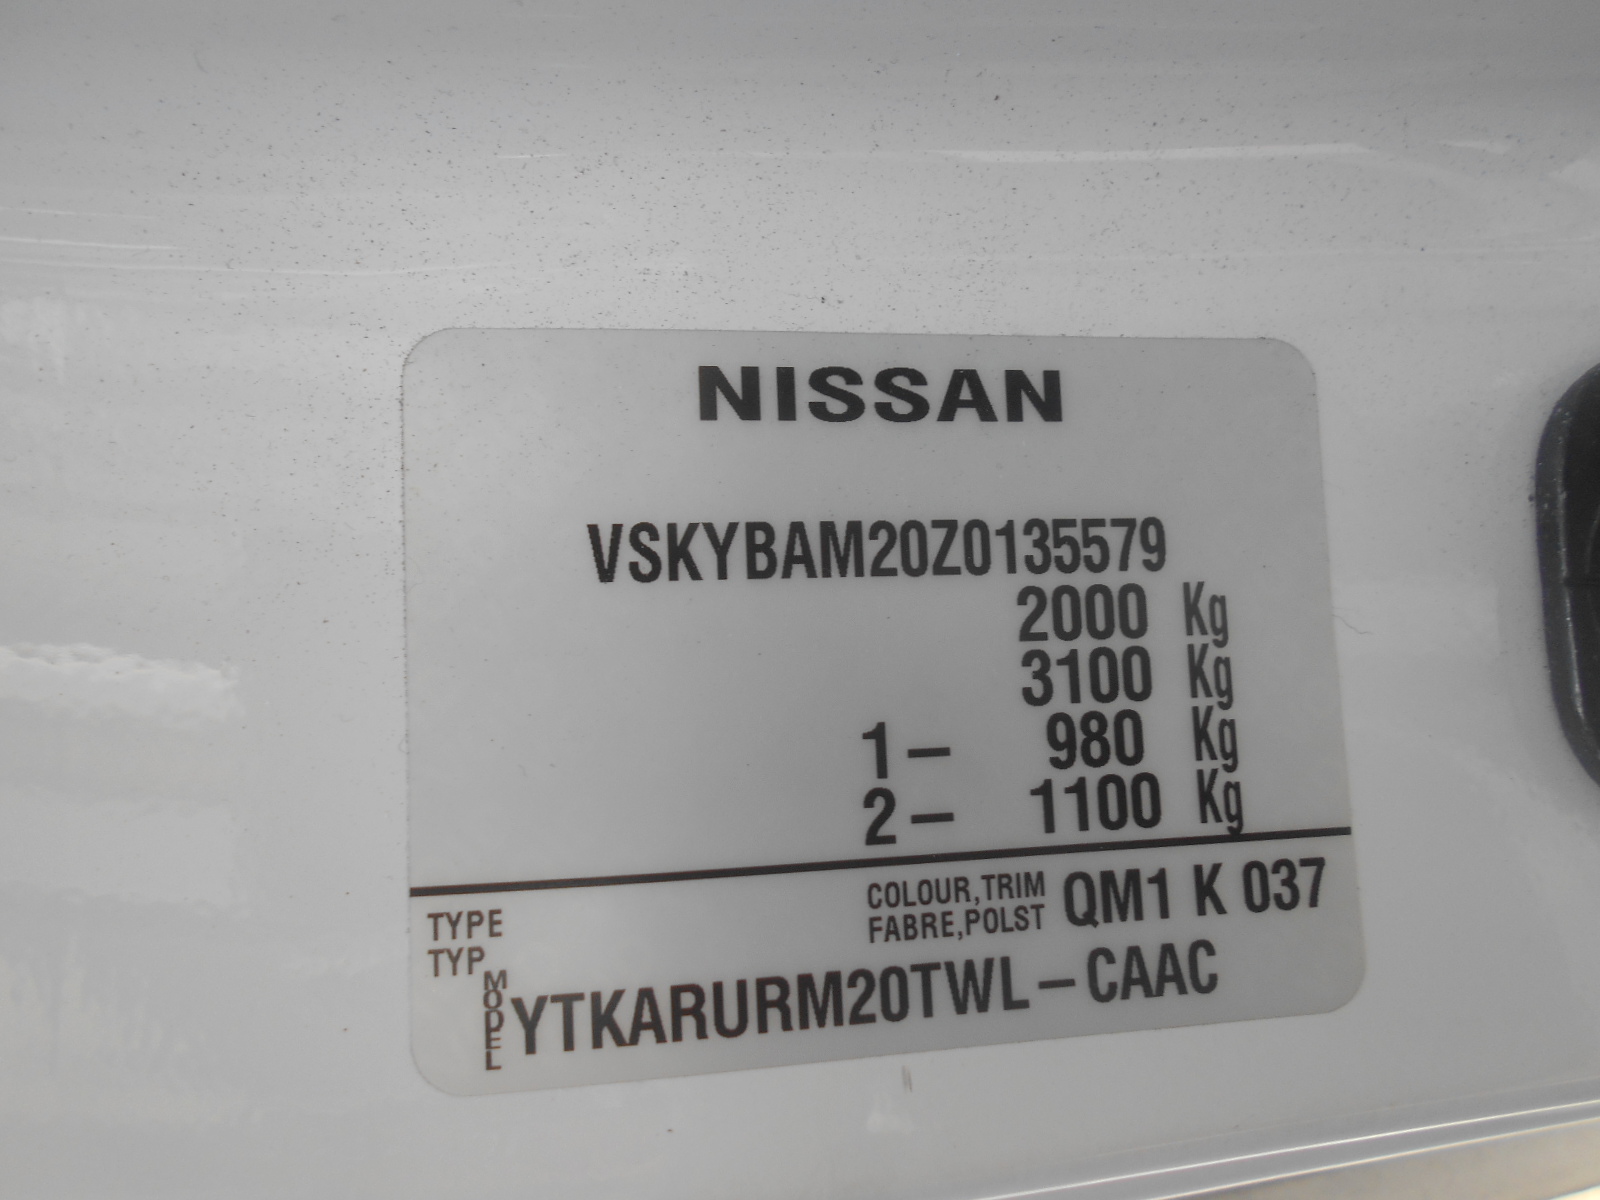 NISSAN
VSKYBAM20Z0135579
2000 Kg
3100 Kg
1- 980 Kg
2- 1100 Kg
TYPE
TYP
COLOUR,TRIM
FABRE,POLST
QM1 K 037
MODEL
YTKARURM20TWL-CAAC